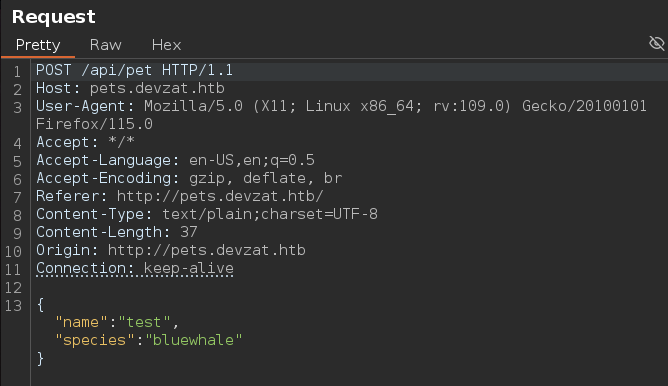 Request
Pretty Raw Hex
1 POST /api/pet HTTP/1.1
2 Host: pets.devzat.htb
3 User-Agent: Mozilla/5.0 (X11; Linux x86_64; rv:109.0) Gecko/20100101
Firefox/115.0
4 Accept: */*
5 Accept-Language: en-US,en;q=0.5
6 Accept-Encoding: gzip, deflate, br
7 Referer: http://pets.devzat.htb/
8 Content-Type: text/plain;charset=UTF-8
9 Content-Length: 37
10 Origin: http://pets.devzat.htb
11 Connection: keep-alive
12
13 {
"name":"test",
"species":"bluewhale"
}